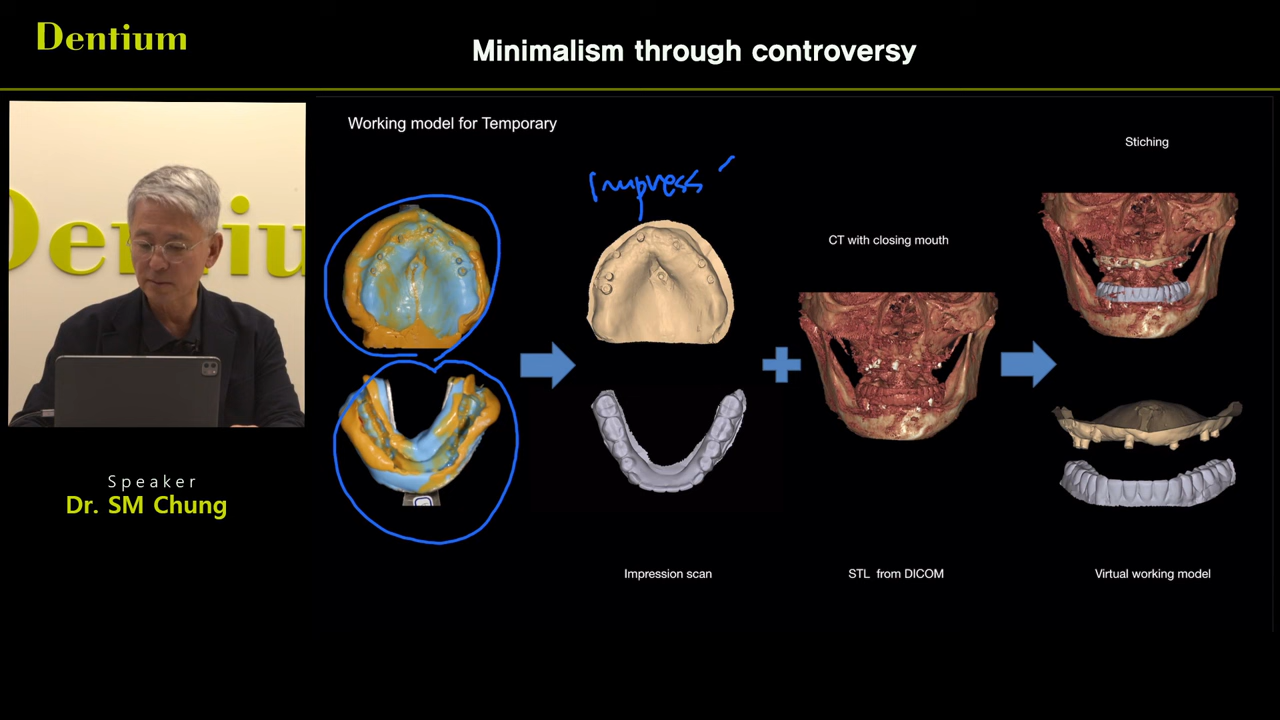 Dentium
Minimalism through controversy
Working model for Temporary
Stiching
Impress
CT with closing mouth
Speaker
Dr. SM Chung
Impression scan
STL from DICOM
Virtual working model